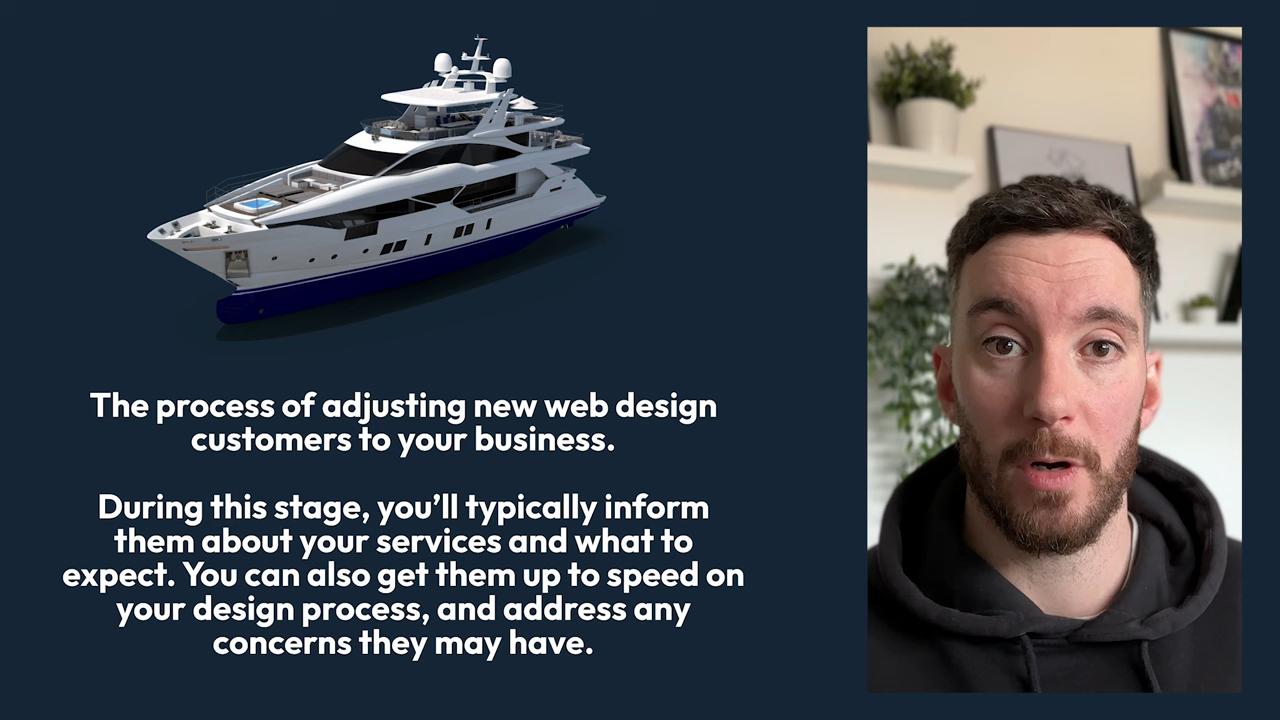 The process of adjusting new web design
customers to your business.
During this stage, you’ll typically inform
them about your services and what to
expect. You can also get them up to speed on
your design process, and address any
concerns they may have.